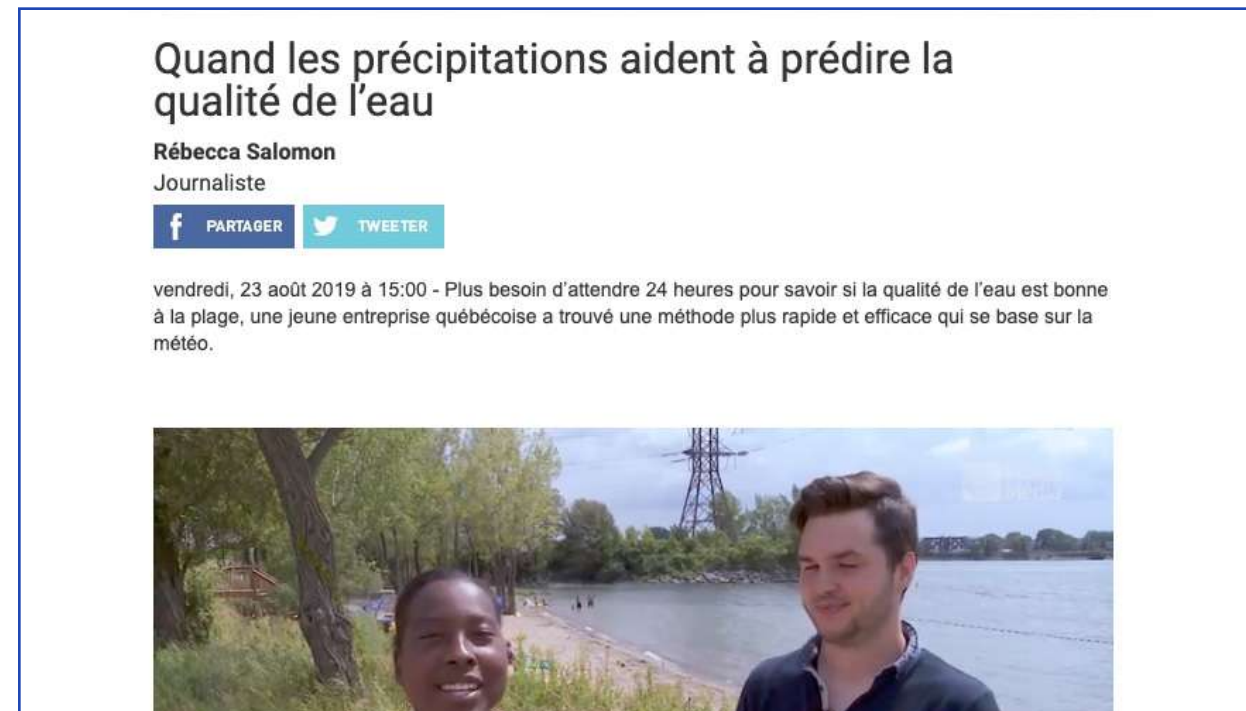 Quand les précipitations aident à prédire la
qualité de l’eau
Rébecca Salomon
Journaliste
PARTAGER
TWEETER
vendredi, 23 août 2019 à 15:00 - Plus besoin d’attendre 24 heures pour savoir si la qualité de l’eau est bonne
à la plage, une jeune entreprise québécoise a trouvé une méthode plus rapide et efficace qui se base sur la
météo.